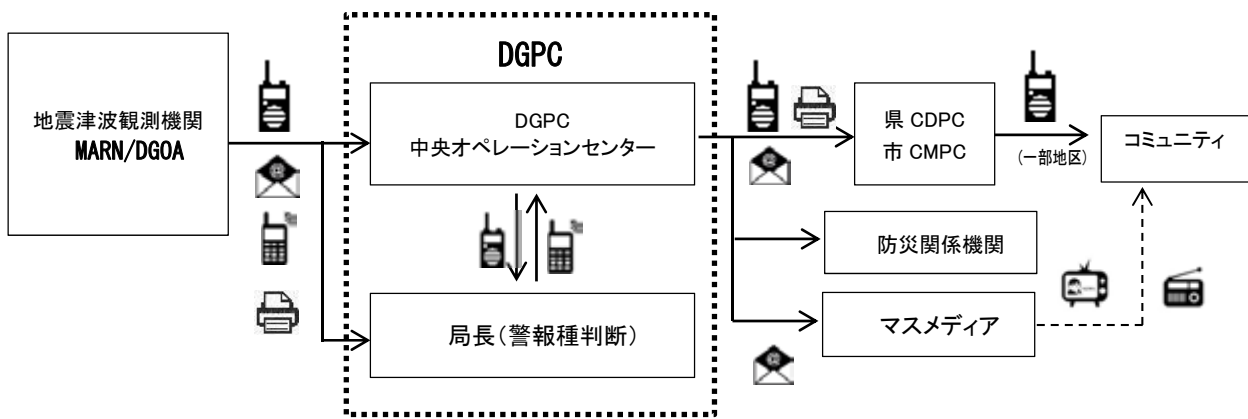 地震津波観測機関
MARN/DGOA
DGPC
DGPC
中央オペレーションセンター
局長(警報種判断)
県 CDPC
市 CMPC
(一部地区)
コミュニティ
防災関係機関
マスメディア